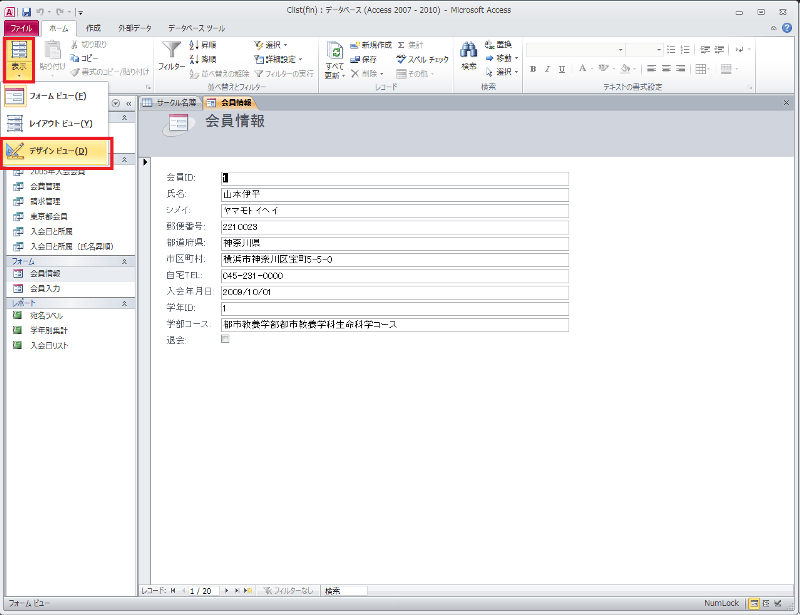 Clist(fin) : データベース (Access 2007 - 2010) - Microsoft Access
ファイル ホーム 作成 外部データ データベース ツール
表示
貼り付け
切り取り
コピー
書式のコピー/貼り付け
フィルター
昇順
降順
並べ替えの解除
選択
詳細設定
フィルターの実行
並べ替えとフィルター
すべて
更新
新規作成
保存
削除
集計
スペル チェック
その他
レコード
検索
置換
移動
選択
検索
B I U A
テキストの書式設定
フォーム ビュー(F)
レイアウト ビュー(Y)
デザイン ビュー(D)
2005年入会会員
会費管理
請求管理
東京都会員
入会日と所属
入会日と所属（氏名昇順）
フォーム
会員情報
会員入力
レポート
宛名ラベル
学年別集計
入会日リスト
サークル名簿 会員情報
会員情報
会員ID: 1
氏名: 山本伊平
シメイ: ヤマモトイヘイ
郵便番号: 2210023
都道府県: 神奈川県
市区町村: 横浜市神奈川区宝町5-5-0
自宅TEL: 045-231-0000
入会年月日: 2009/10/01
学年ID: 1
学部コース: 都市教養学部都市教養学科生命科学コース
退会:
レコード: 1 / 20 フィルターなし 検索
フォーム ビュー NumLock